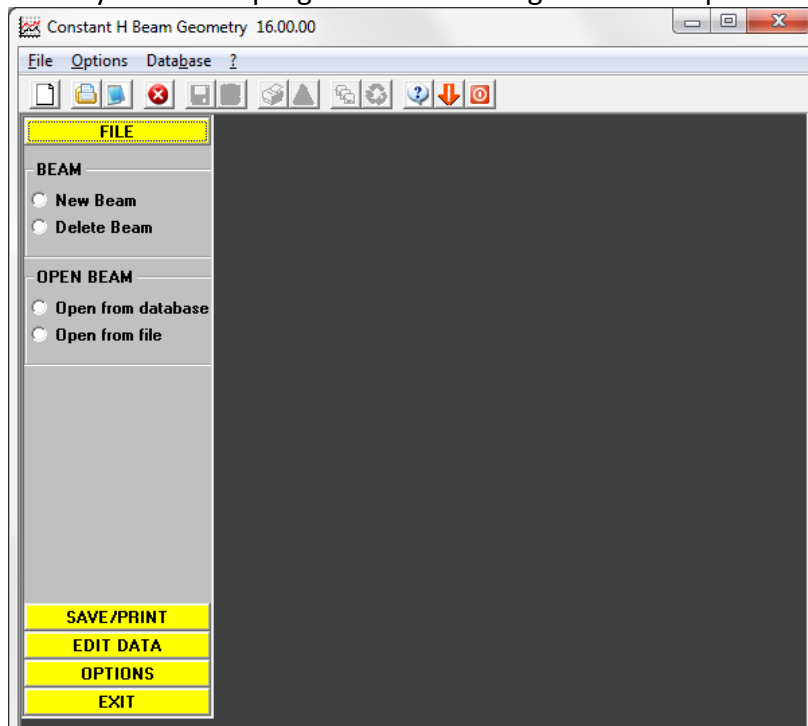 Constant H Beam Geometry 16.00.00
File Options Database ?
FILE
BEAM
New Beam
Delete Beam
OPEN BEAM
Open from database
Open from file
SAVE/PRINT
EDIT DATA
OPTIONS
EXIT